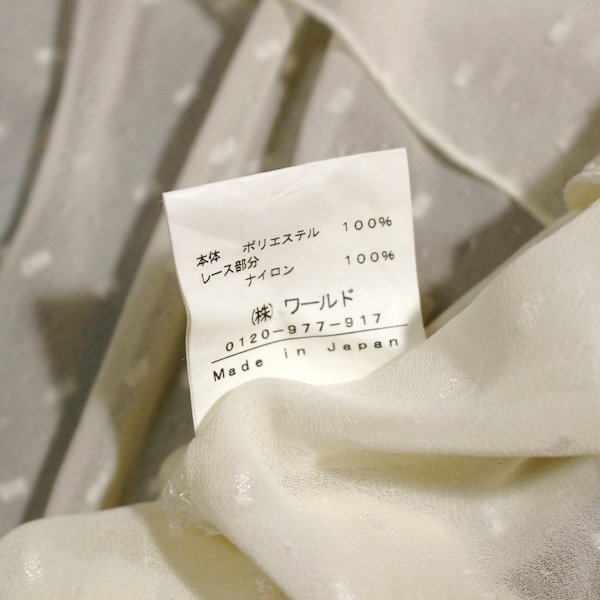 本体 ポリエステル 100%
レース部分
ナイロン 100%
㈱ ワールド
0120-977-917
Made in Japan